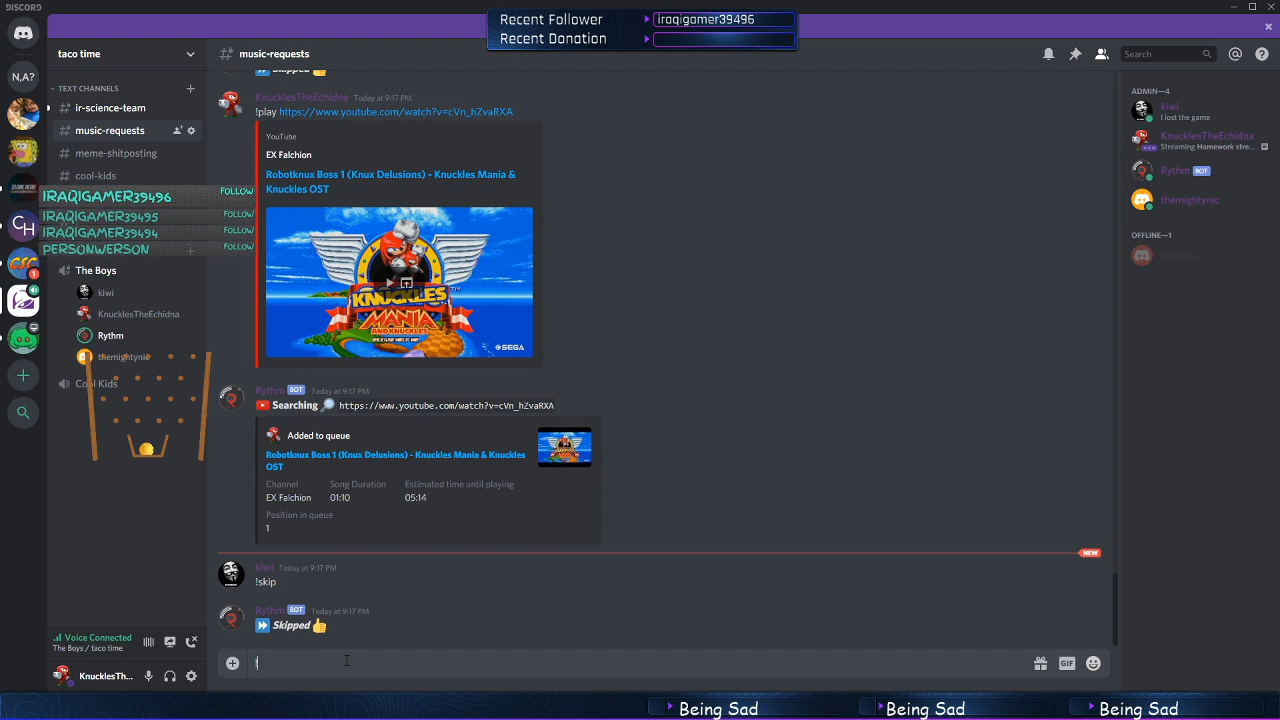 DISCORD
Recent Follower
iraqigamer39496
Recent Donation
taco time
music-requests
Search
N,A?
TEXT CHANNELS
ir-science-team
music-requests
meme-shitposting
cool-kids
IRAQIGAMER39496 FOLLOW
IRAQIGAMER39495 FOLLOW
IRAQIGAMER39494 FOLLOW
PERSONWERSON FOLLOW
CH
CSC
1
The Boys
kiwi
KnucklesTheEchidna
Rythm
themightynic
Cool Kids
Voice Connected
The Boys / taco time
KnucklesTh...
Skipped
KnucklesTheEchidna Today at 9:17 PM
!play https://www.youtube.com/watch?v=cVn_hZvaRXA
YouTube
EX Falchion
Robotknux Boss 1 (Knux Delusions) - Knuckles Mania &
Knuckles OST
KNUCKLES
MANIA
AND KNUCKLES
PLEASE HELP ME
SEGA
Rythm BOT Today at 9:17 PM
Searching https://www.youtube.com/watch?v=cVn_hZvaRXA
Added to queue
Robotknux Boss 1 (Knux Delusions) - Knuckles Mania & Knuckles
OST
Channel Song Duration Estimated time until playing
EX Falchion 01:10 05:14
Position in queue
1
NEW
kiwi Today at 9:17 PM
!skip
Rythm BOT Today at 9:17 PM
Skipped
!
GIF
ADMIN—4
kiwi
I lost the game
KnucklesTheEchidna
Streaming Homework stre...
Rythm BOT
themightynic
OFFLINE—1
Being Sad
Being Sad
Being Sad